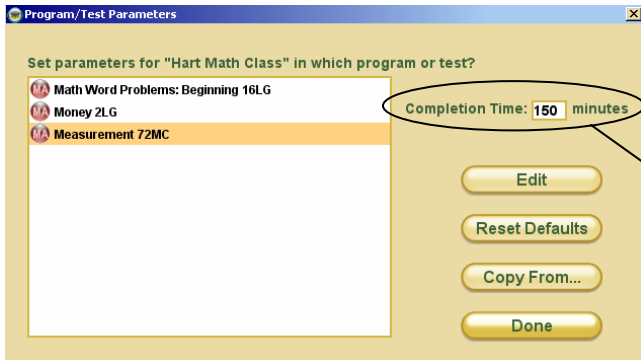 Program/Test Parameters
Set parameters for "Hart Math Class" in which program or test?
MA Math Word Problems: Beginning 16LG
MA Money 2LG
MA Measurement 72MC
Completion Time: 150 minutes
Edit
Reset Defaults
Copy From...
Done